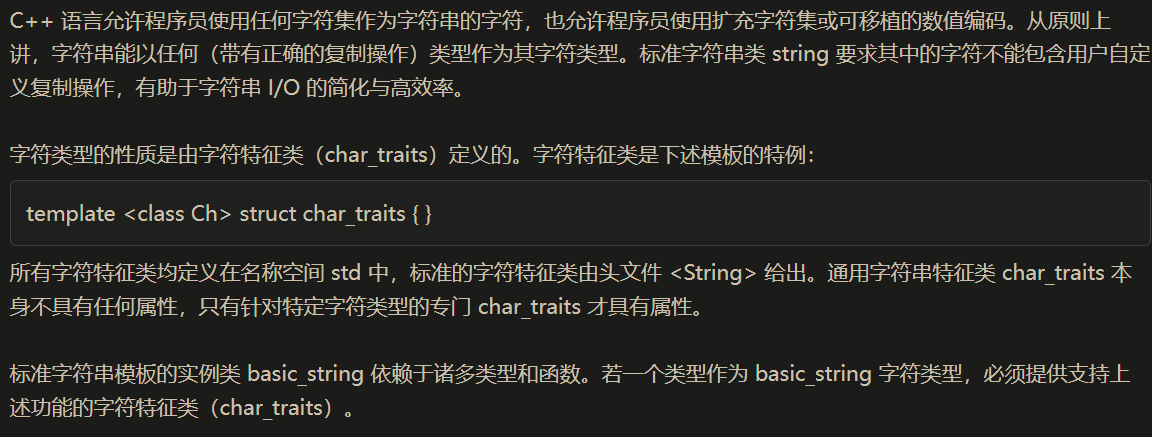 C++ 语言允许程序员使用任何字符集作为字符串的字符，也允许程序员使用扩充字符集或可移植的数值编码。从原则上
讲，字符串能以任何（带有正确的复制操作）类型作为其字符类型。标准字符串类 string 要求其中的字符不能包含用户自定
义复制操作，有助于字符串 I/O 的简化与高效率。
字符类型的性质是由字符特征类（char_traits）定义的。字符特征类是下述模板的特例：
template <class Ch> struct char_traits { }
所有字符特征类均定义在名称空间 std 中，标准的字符特征类由头文件 <String> 给出。通用字符串特征类 char_traits 本
身不具有任何属性，只有针对特定字符类型的专门 char_traits 才具有属性。
标准字符串模板的实例类 basic_string 依赖于诸多类型和函数。若一个类型作为 basic_string 字符类型，必须提供支持上
述功能的字符特征类（char_traits）。